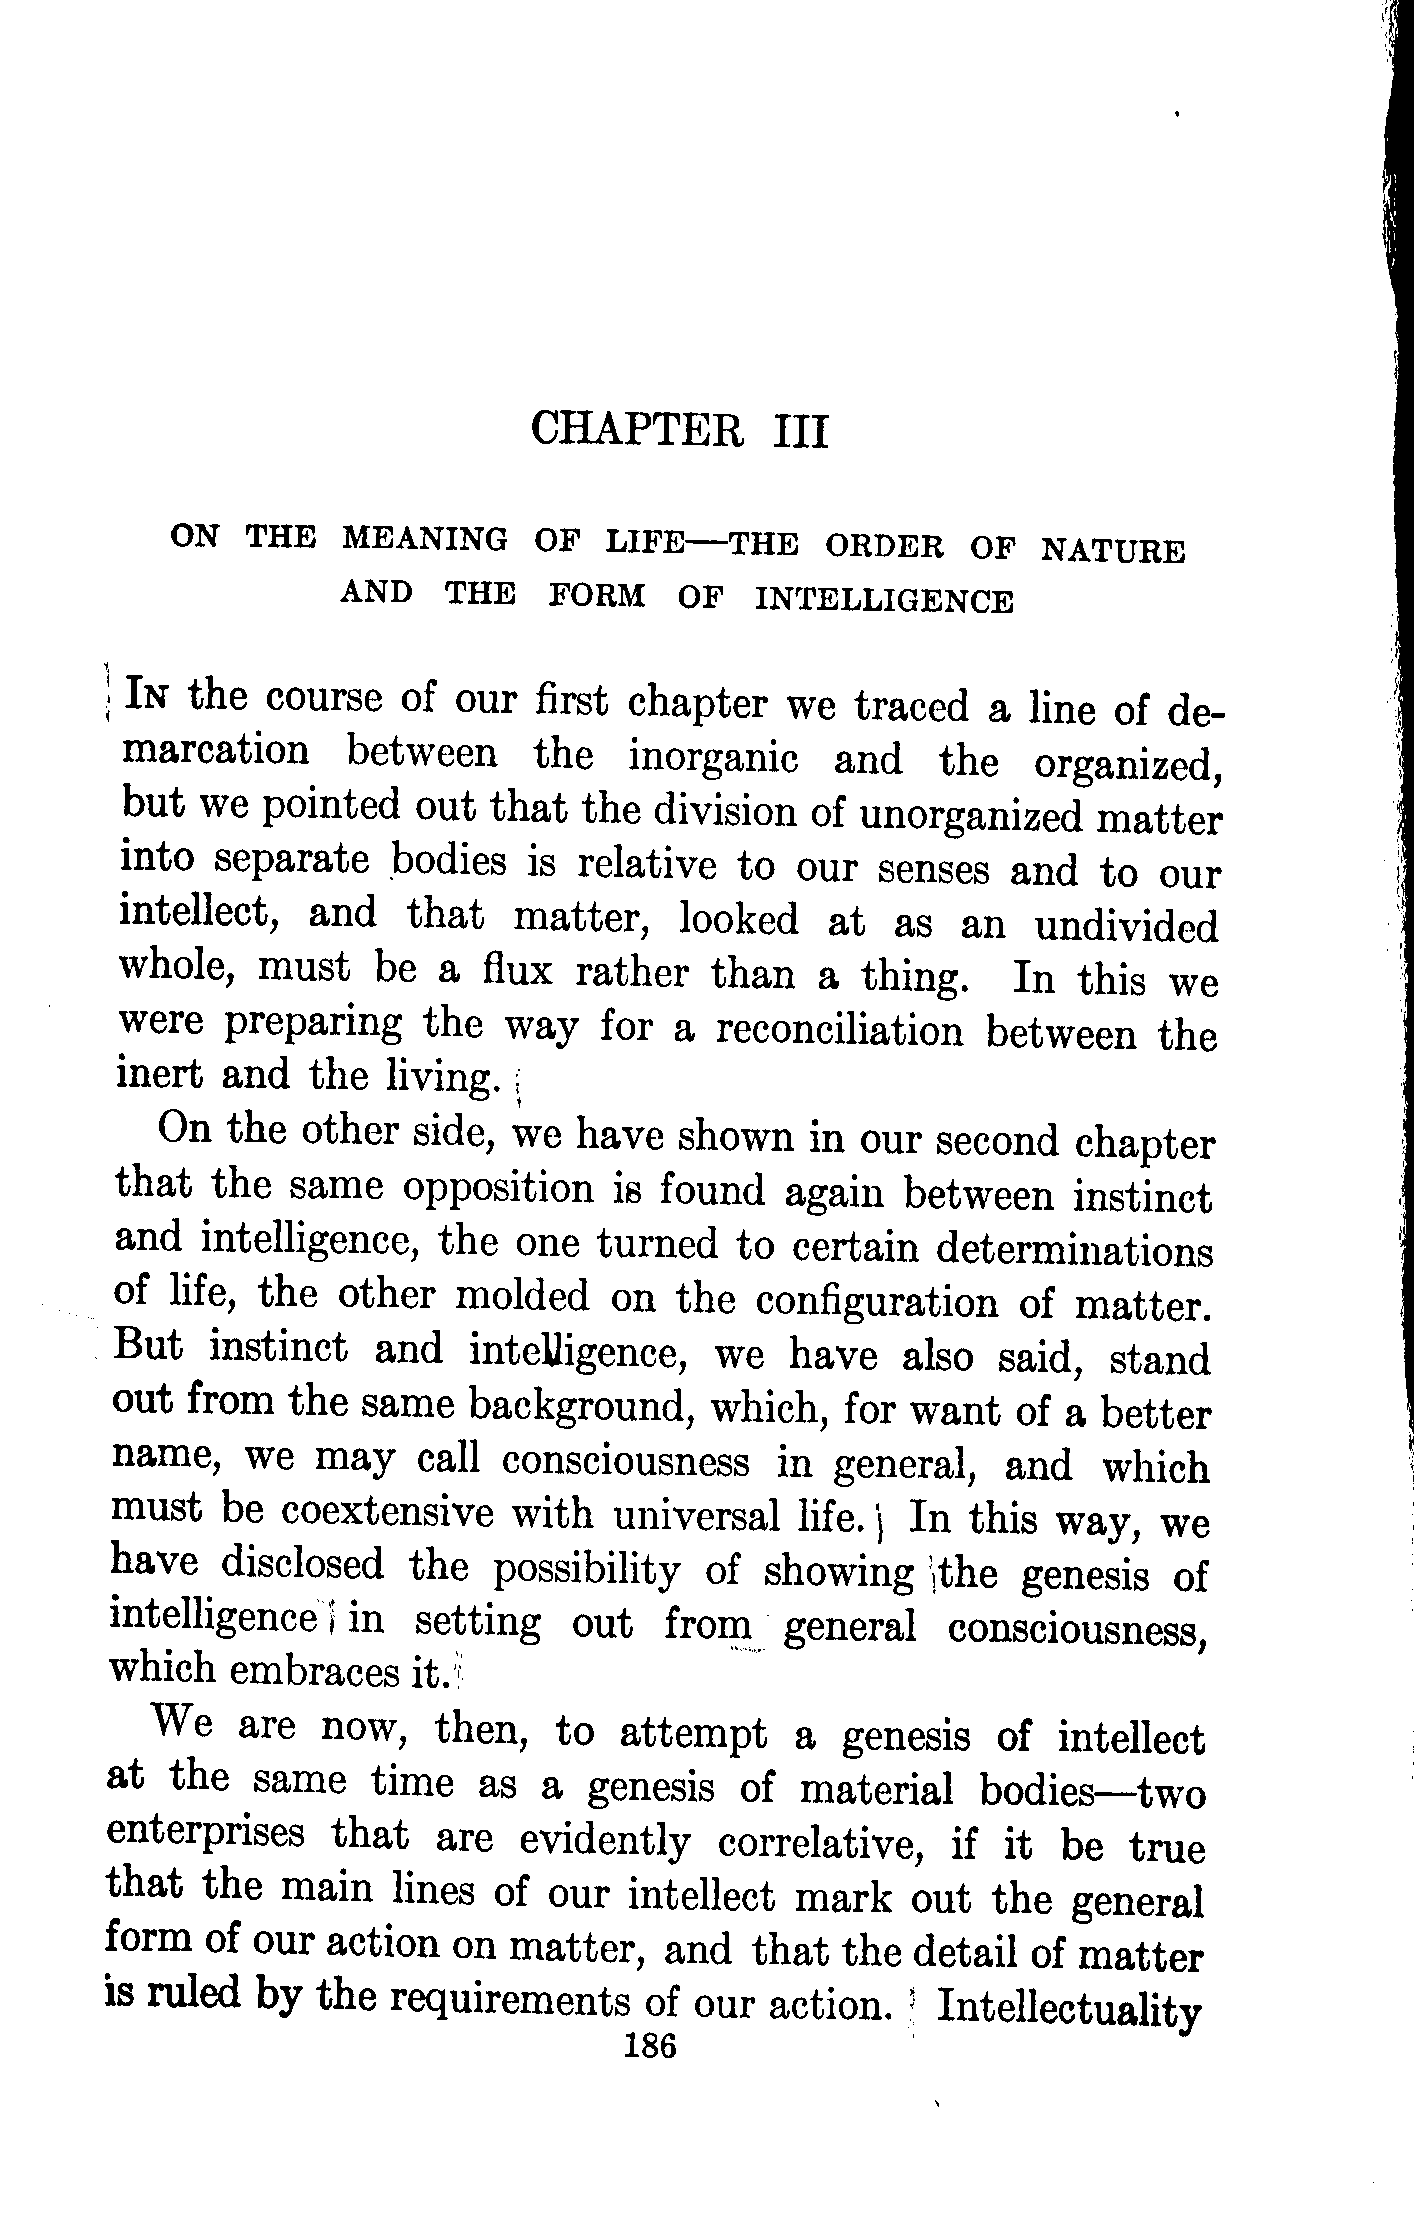 CHAPTER III
ON THE MEANING OF LIFE—THE ORDER OF NATURE
AND THE FORM OF INTELLIGENCE
IN the course of our first chapter we traced a line of de-
marcation between the inorganic and the organized,
but we pointed out that the division of unorganized matter
into separate bodies is relative to our senses and to our
intellect, and that matter, looked at as an undivided
whole, must be a flux rather than a thing. In this we
were preparing the way for a reconciliation between the
inert and the living.
On the other side, we have shown in our second chapter
that the same opposition is found again between instinct
and intelligence, the one turned to certain determinations
of life, the other molded on the configuration of matter.
But instinct and intelligence, we have also said, stand
out from the same background, which, for want of a better
name, we may call consciousness in general, and which
must be coextensive with universal life. In this way, we
have disclosed the possibility of showing the genesis of
intelligence in setting out from general consciousness,
which embraces it.
We are now, then, to attempt a genesis of intellect
at the same time as a genesis of material bodies—two
enterprises that are evidently correlative, if it be true
that the main lines of our intellect mark out the general
form of our action on matter, and that the detail of matter
is ruled by the requirements of our action. Intellectuality
186